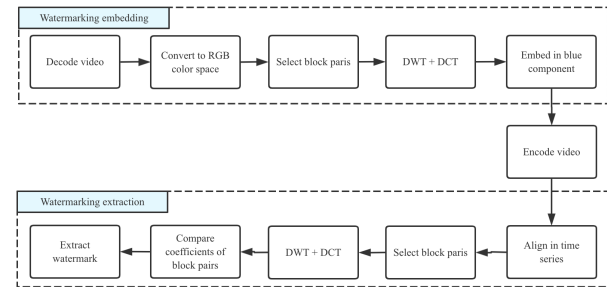 Watermarking embedding
Decode video
Convert to RGB
color space
Select block paris
DWT + DCT
Embed in blue
component
Encode video
Watermarking extraction
Extract
watermark
Compare
coefficients of
block pairs
DWT + DCT
Select block paris
Align in time
series